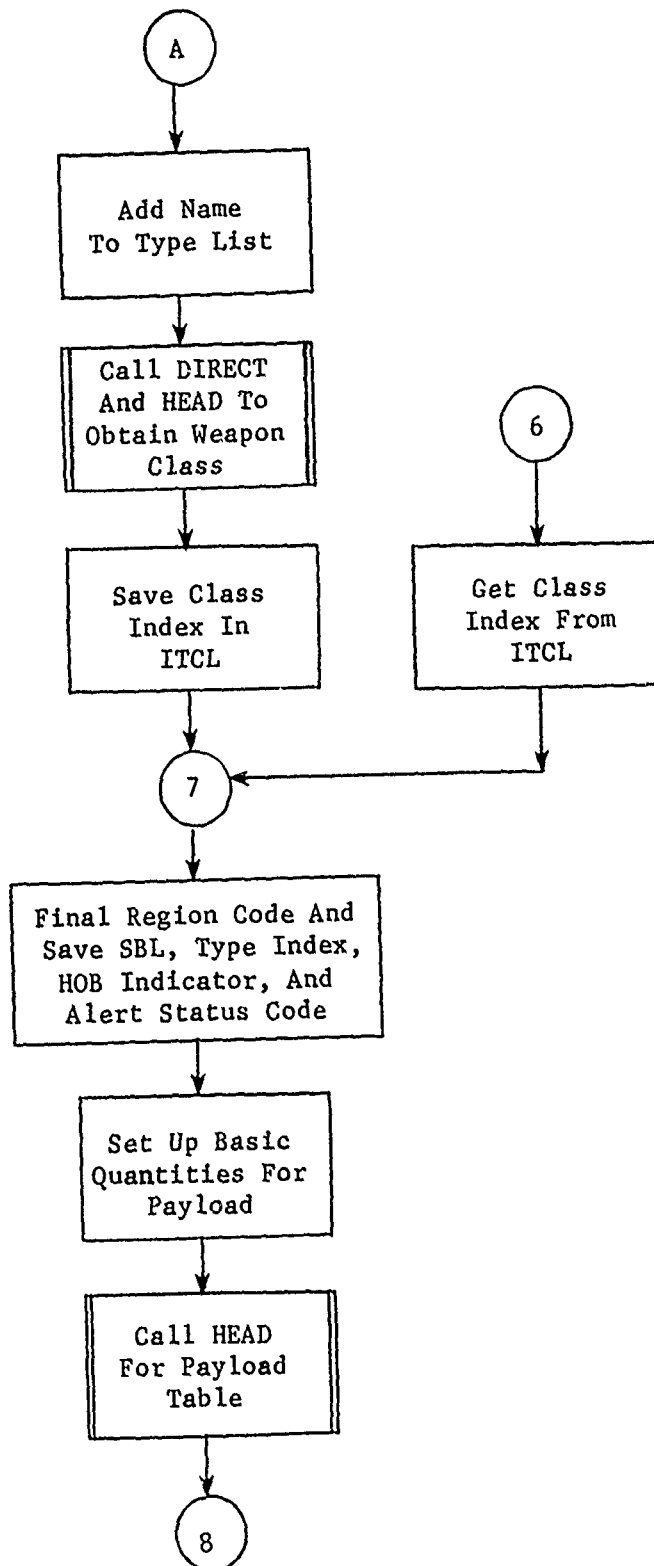 A
Add Name
To Type List
Call DIRECT
And HEAD To
Obtain Weapon
Class
Save Class
Index In
ITCL
6
Get Class
Index From
ITCL
7
Final Region Code And
Save SBL, Type Index,
HOB Indicator, And
Alert Status Code
Set Up Basic
Quantities For
Payload
Call HEAD
For Payload
Table
8